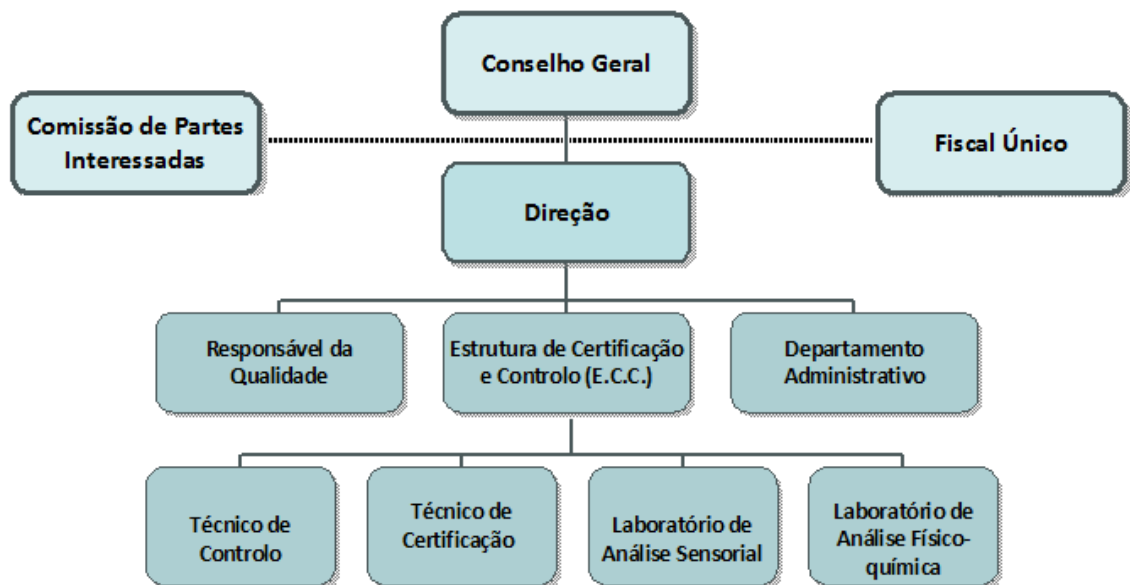 Conselho Geral
Comissão de Partes
Interessadas
Fiscal Único
Direção
Responsável da
Qualidade
Estrutura de Certificação
e Controlo (E.C.C.)
Departamento
Administrativo
Técnico de
Controlo
Técnico de
Certificação
Laboratório de
Análise Sensorial
Laboratório de
Análise Físico-
química